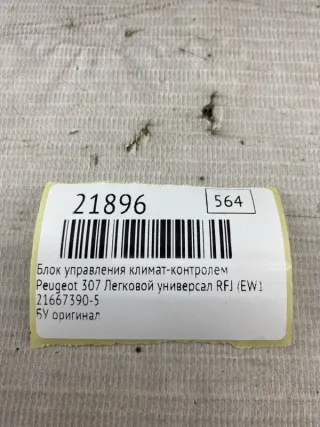 21896 564
Блок управления климат-контролем
Peugeot 307 Легковой универсал RFJ (EW1
21667390-5
БУ оригинал